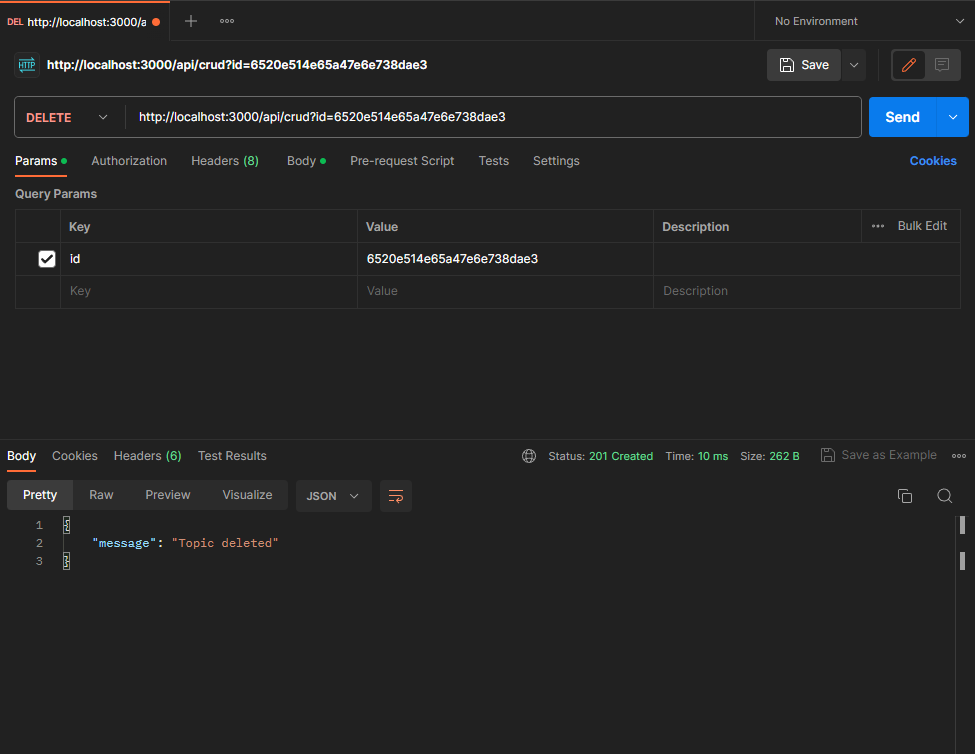 DEL http://localhost:3000/a
No Environment
HTTP http://localhost:3000/api/crud?id=6520e514e65a47e6e738dae3
Save
DELETE http://localhost:3000/api/crud?id=6520e514e65a47e6e738dae3 Send
Params Authorization Headers (8) Body Pre-request Script Tests Settings Cookies
Query Params
Key Value Description Bulk Edit
id 6520e514e65a47e6e738dae3
Key Value Description
Body Cookies Headers (6) Test Results Status: 201 Created Time: 10 ms Size: 262 B Save as Example
Pretty Raw Preview Visualize JSON
1 {
2 "message": "Topic deleted"
3 }